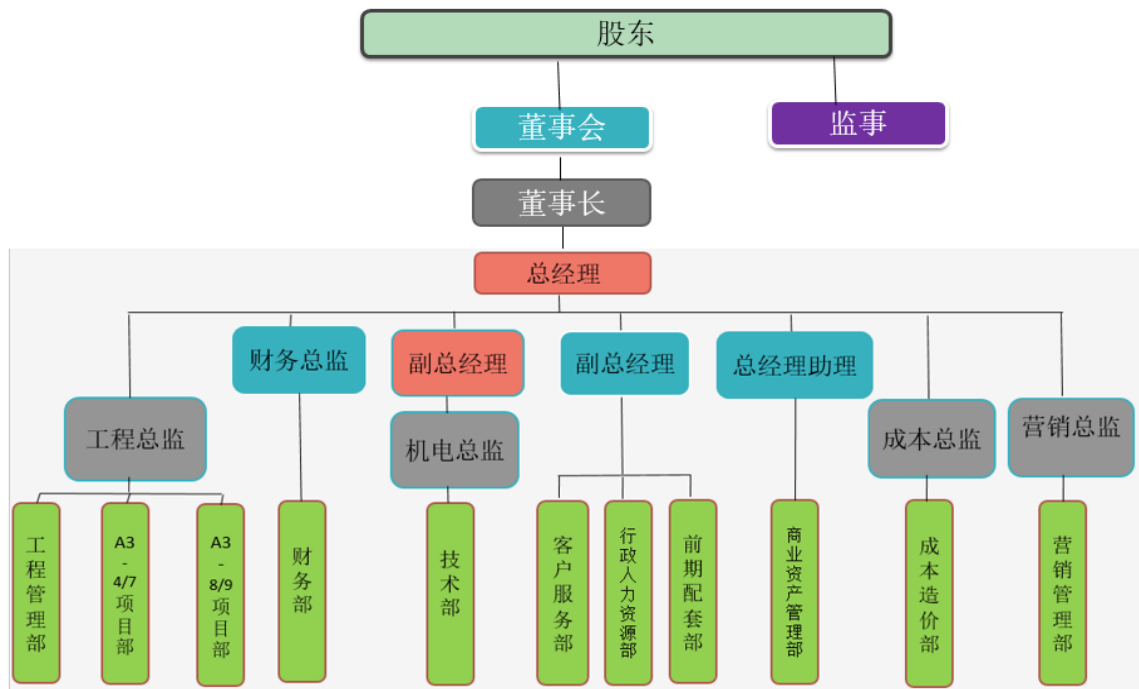 股东
董事会
监事
董事长
总经理
财务总监
副总经理
副总经理
总经理助理
工程总监
机电总监
成本总监
营销总监
工程管理部
A3
-
4/7
项目部
A3
-
8/9
项目部
财务部
技术部
客户服务部
行政人力资源部
前期配套部
商业资产管理部
成本造价部
营销管理部